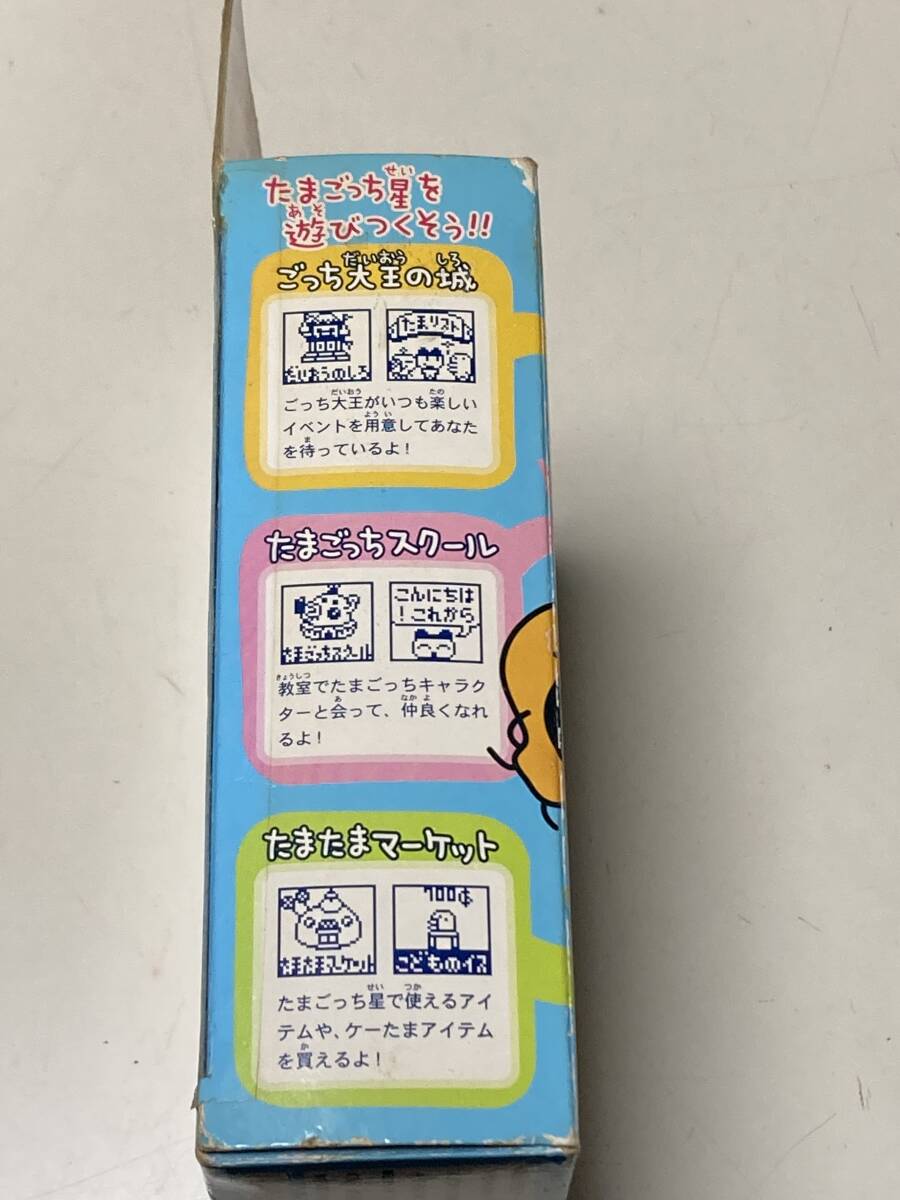 たまごっち星を
遊びつくそう!!
ごっち大王の城
だいおうのしろ
たまリスト
ごっち大王がいつも楽しい
イベントを用意してあなた
を待っているよ!
たまごっちスクール
たまごっちスクール
こんにちは
!これから
教室でたまごっちキャラク
ターと会って、仲良くなれ
るよ!
たまたまマーケット
たまたまマーケット
700
こどものイス
たまごっち星で使えるアイ
テムや、ケーたまアイテム
を買えるよ!